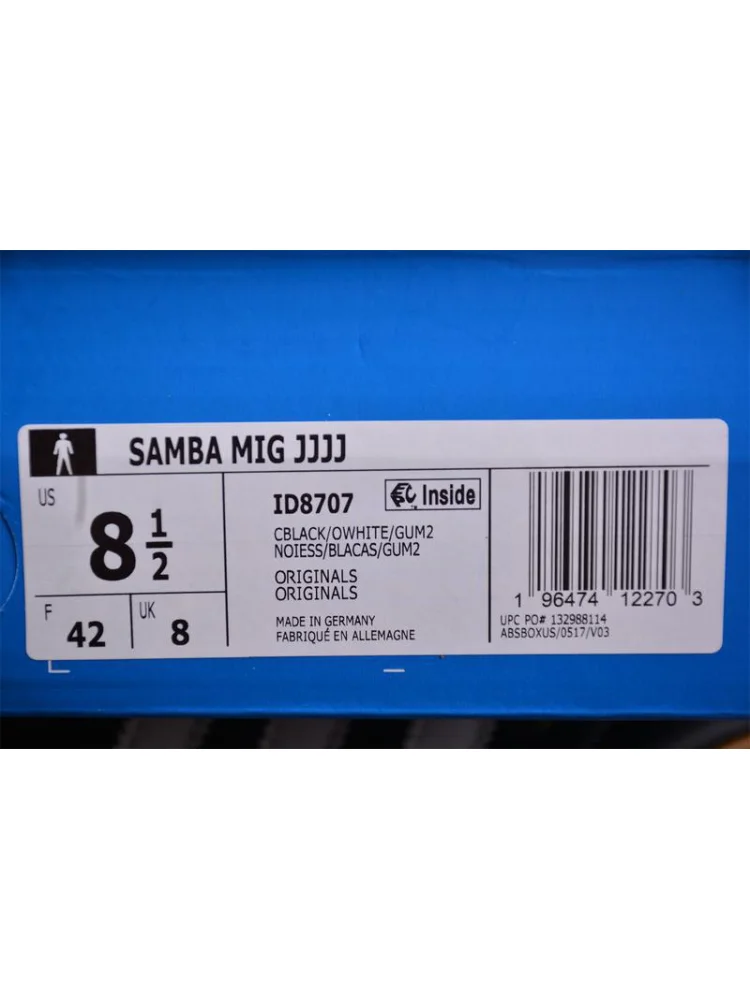 SAMBA MIG JJJJ
US
8 1/2
F
42
UK
8
ID8707
Inside
CBLACK/OWHITE/GUM2
NOIESS/BLACAS/GUM2
ORIGINALS
ORIGINALS
MADE IN GERMANY
FABRIQUÉ EN ALLEMAGNE
1 96474 12270 3
UPC PO# 132988114
ABSBOXUS/0517/V03